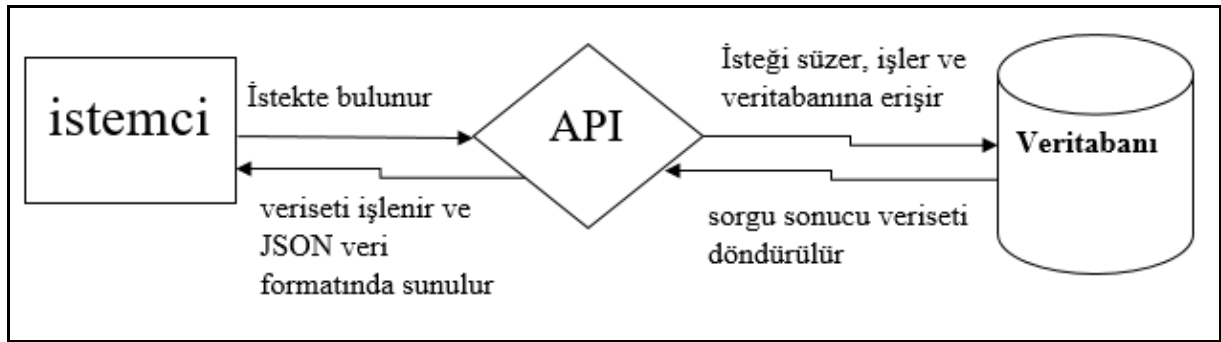 istemci
İstekte bulunur
veriseti işlenir ve
JSON veri
formatında sunulur
API
İsteği süzer, işler ve
veritabanına erişir
sorgu sonucu veriseti
döndürülür
Veritabanı